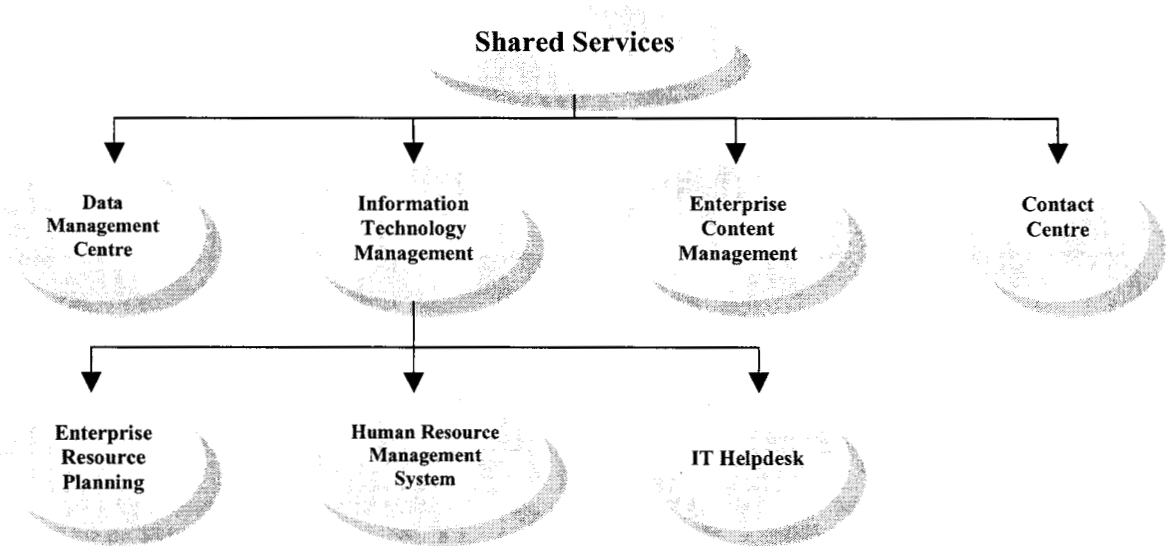 Shared Services
Data
Management
Centre
Information
Technology
Management
Enterprise
Content
Management
Contact
Centre
Enterprise
Resource
Planning
Human Resource
Management
System
IT Helpdesk